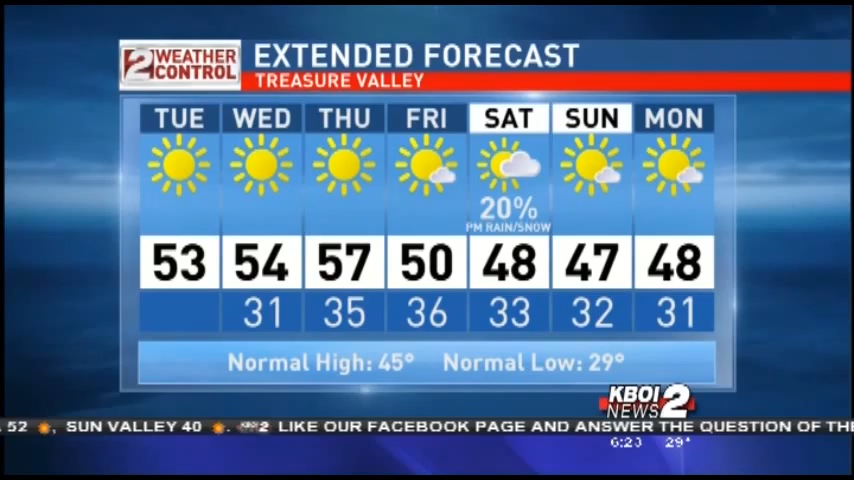 2 WEATHER CONTROL
EXTENDED FORECAST
TREASURE VALLEY
TUE WED THU FRI SAT SUN MON
20%
PM RAIN/SNOW
53 54 57 50 48 47 48
31 35 36 33 32 31
Normal High: 45° Normal Low: 29°
KBOI
NEWS 2
52 , SUN VALLEY 40 . KBOI 2 LIKE OUR FACEBOOK PAGE AND ANSWER THE QUESTION OF THE
6:23 29°